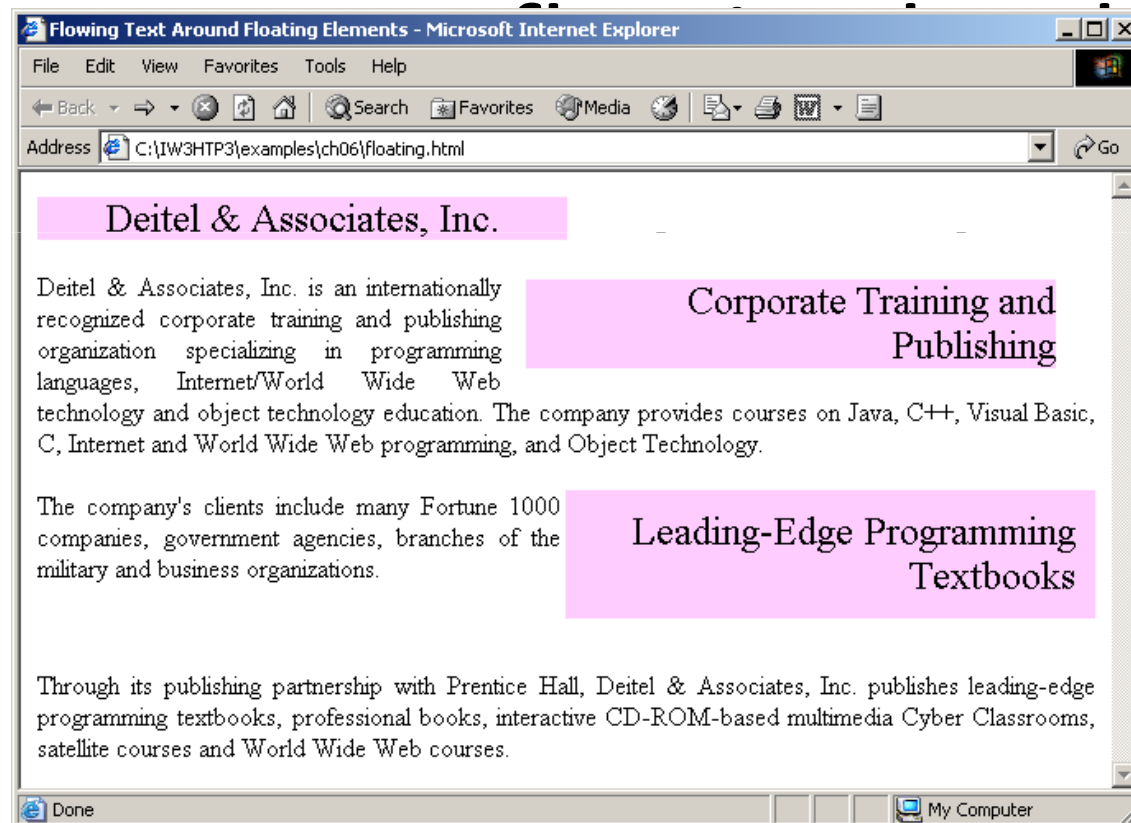 Flowing Text Around Floating Elements - Microsoft Internet Explorer
File Edit View Favorites Tools Help
Back Search Favorites Media
Address C:\IW3HTP3\examples\ch06\floating.html Go
Deitel & Associates, Inc.
Corporate Training and
Publishing
Deitel & Associates, Inc. is an internationally
recognized corporate training and publishing
organization specializing in programming
languages, Internet/World Wide Web
technology and object technology education. The company provides courses on Java, C++, Visual Basic,
C, Internet and World Wide Web programming, and Object Technology.
Leading-Edge Programming
Textbooks
The company's clients include many Fortune 1000
companies, government agencies, branches of the
military and business organizations.
Through its publishing partnership with Prentice Hall, Deitel & Associates, Inc. publishes leading-edge
programming textbooks, professional books, interactive CD-ROM-based multimedia Cyber Classrooms,
satellite courses and World Wide Web courses.
Done My Computer